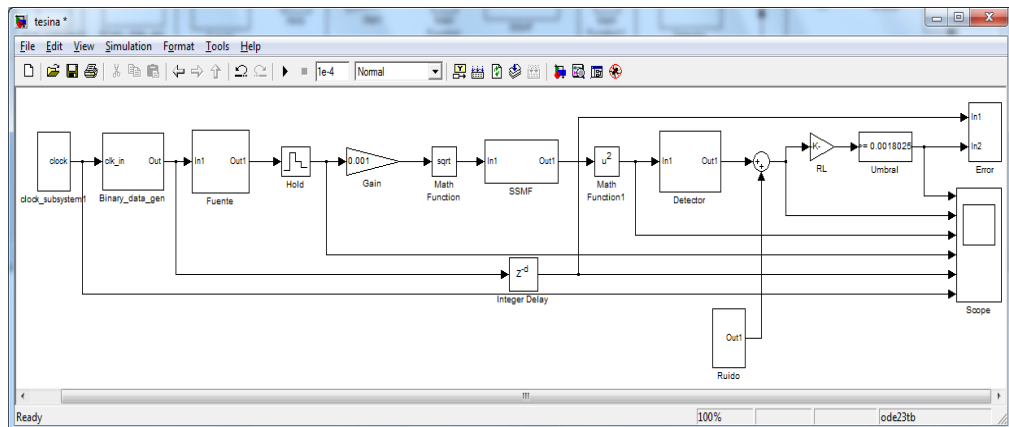 tesina *
File Edit View Simulation Format Tools Help
1e-4 Normal
clock
clock_subsystem1
clk_in Out
Binary_data_gen
In1 Out1
Fuente
Hold
0.001
Gain
sqrt
Math
Function
In1 Out1
SSMF
u2
Math
Function1
In1 Out1
Detector
+
+
K-
RL
>= 0.0018025
Umbral
In1
In2
Error
Scope
Z-d
Integer Delay
Out1
Ruido
Ready 100% ode23tb